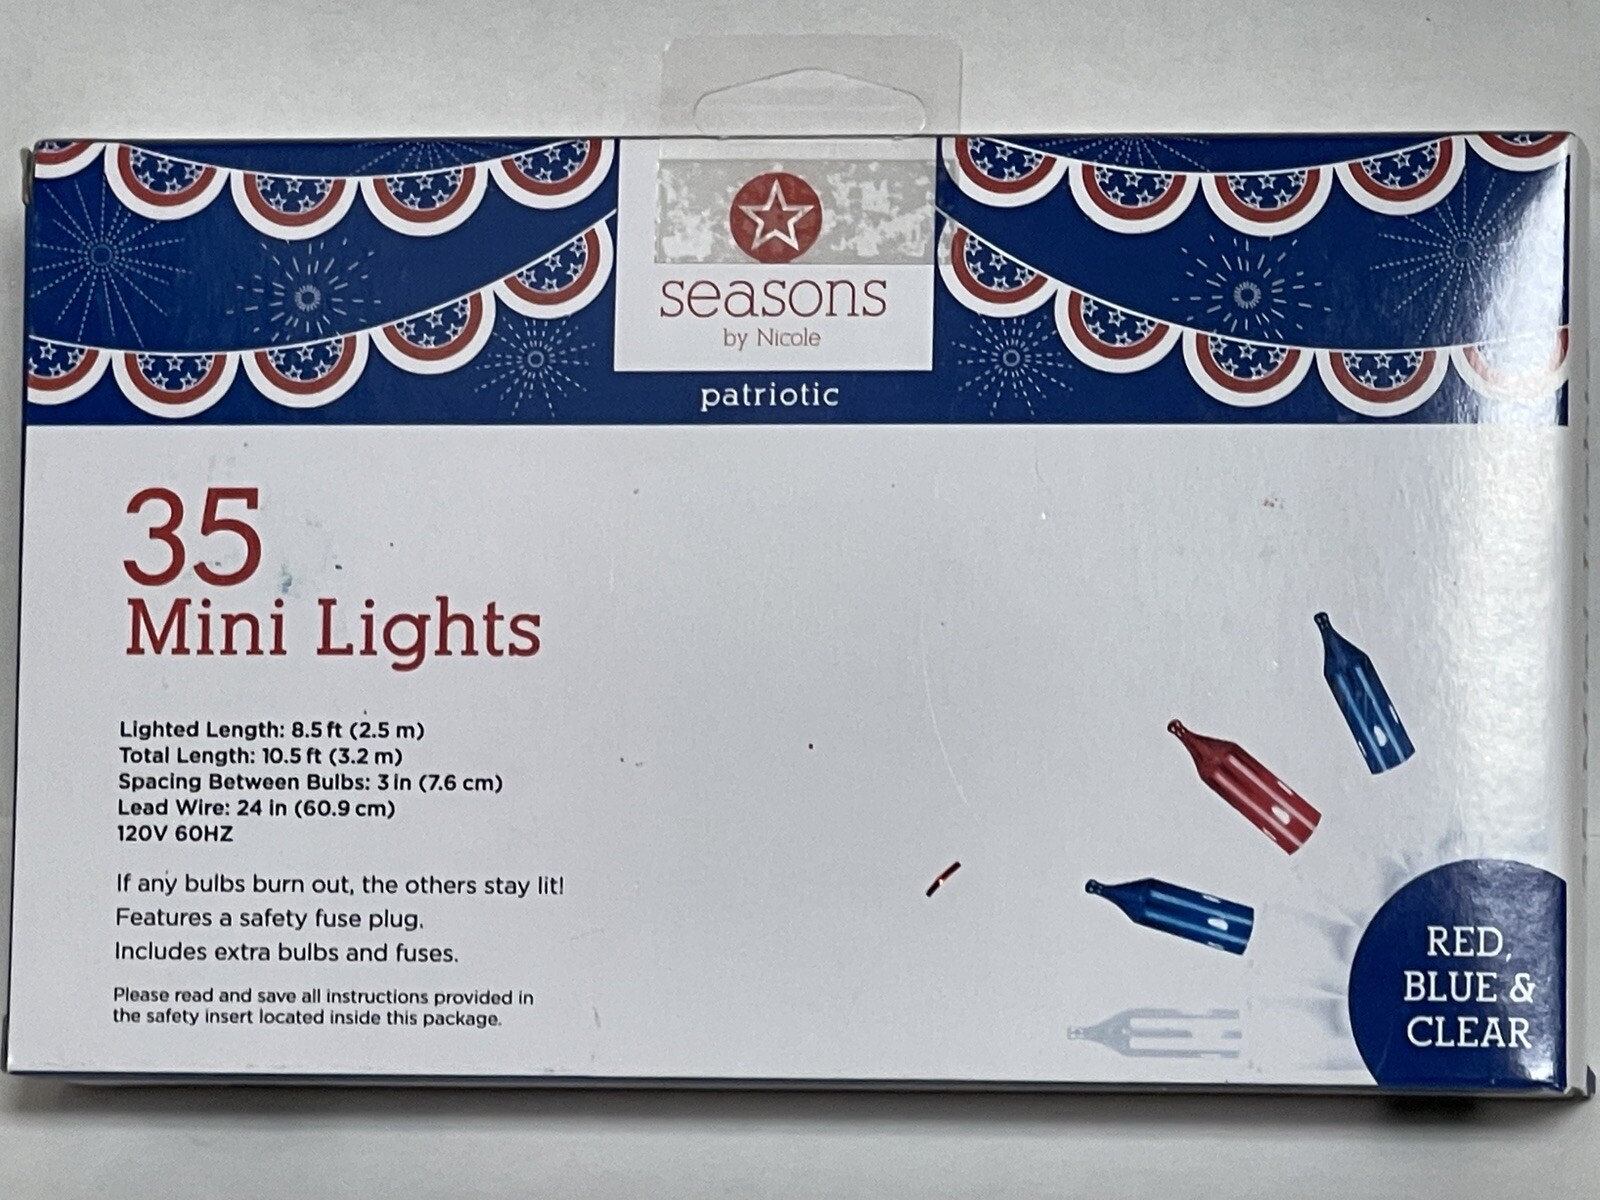 seasons
by Nicole
patriotic
35
Mini Lights
Lighted Length: 8.5 ft (2.5 m)
Total Length: 10.5 ft (3.2 m)
Spacing Between Bulbs: 3 in (7.6 cm)
Lead Wire: 24 in (60.9 cm)
120V 60HZ
If any bulbs burn out, the others stay lit!
Features a safety fuse plug.
Includes extra bulbs and fuses.
Please read and save all instructions provided in
the safety insert located inside this package.
RED,
BLUE &
CLEAR